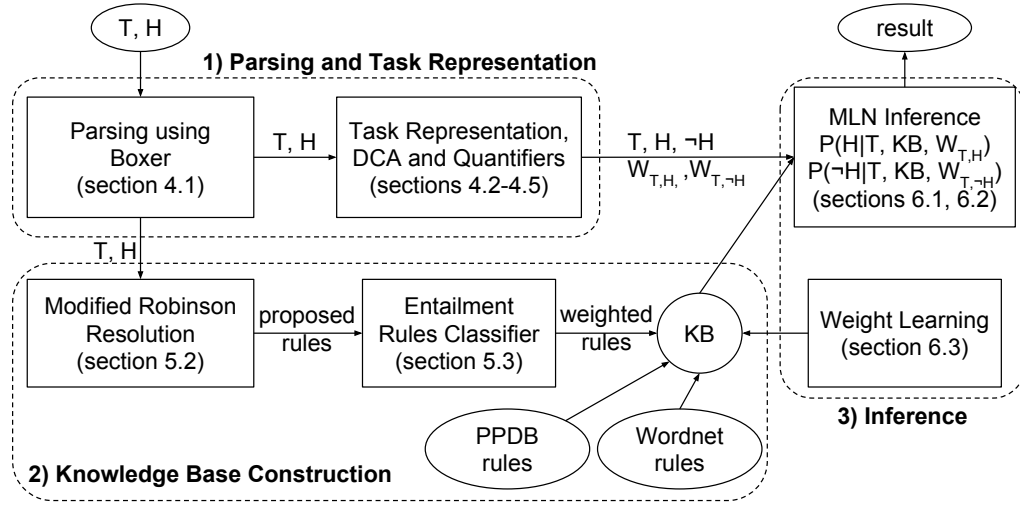 T, H
result
1) Parsing and Task Representation
Parsing using
Boxer
(section 4.1)
T, H
Task Representation,
DCA and Quantifiers
(sections 4.2-4.5)
T, H, ¬H
W_{T,H,} ,W_{T,¬H}
MLN Inference
P(H|T, KB, W_{T,H})
P(¬H|T, KB, W_{T,¬H})
(sections 6.1, 6.2)
T, H
Modified Robinson
Resolution
(section 5.2)
proposed
rules
Entailment
Rules Classifier
(section 5.3)
weighted
rules
KB
Weight Learning
(section 6.3)
3) Inference
PPDB
rules
Wordnet
rules
2) Knowledge Base Construction